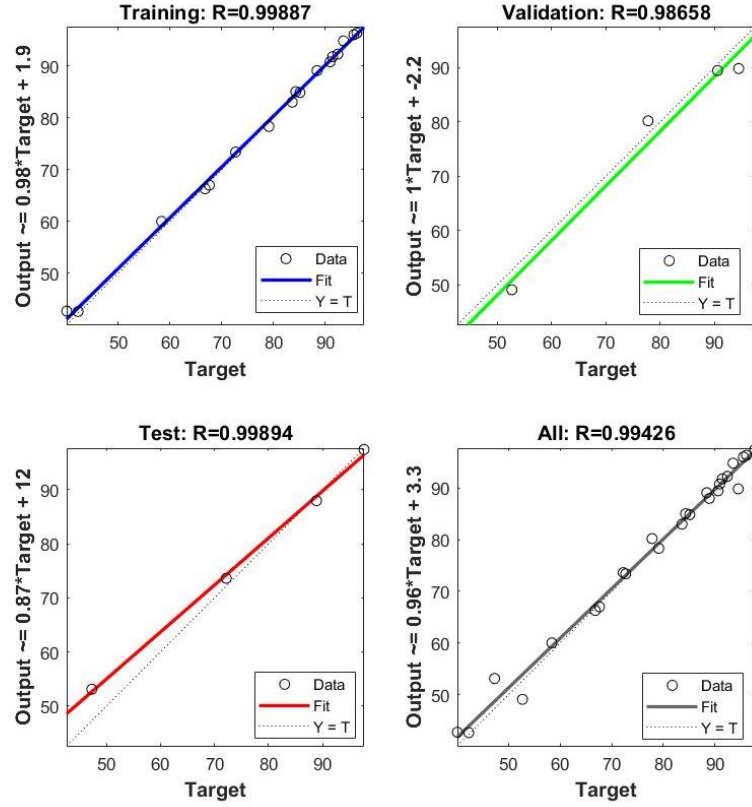 Training: R=0.99887
Output ~= 0.98*Target + 1.9
90
80
70
60
50
Data
Fit
Y = T
50 60 70 80 90
Target
Validation: R=0.98658
Output ~= 1*Target + -2.2
90
80
70
60
50
Data
Fit
Y = T
50 60 70 80 90
Target
Test: R=0.99894
Output ~= 0.87*Target + 12
90
80
70
60
50
Data
Fit
Y = T
50 60 70 80 90
Target
All: R=0.99426
Output ~= 0.96*Target + 3.3
90
80
70
60
50
Data
Fit
Y = T
50 60 70 80 90
Target